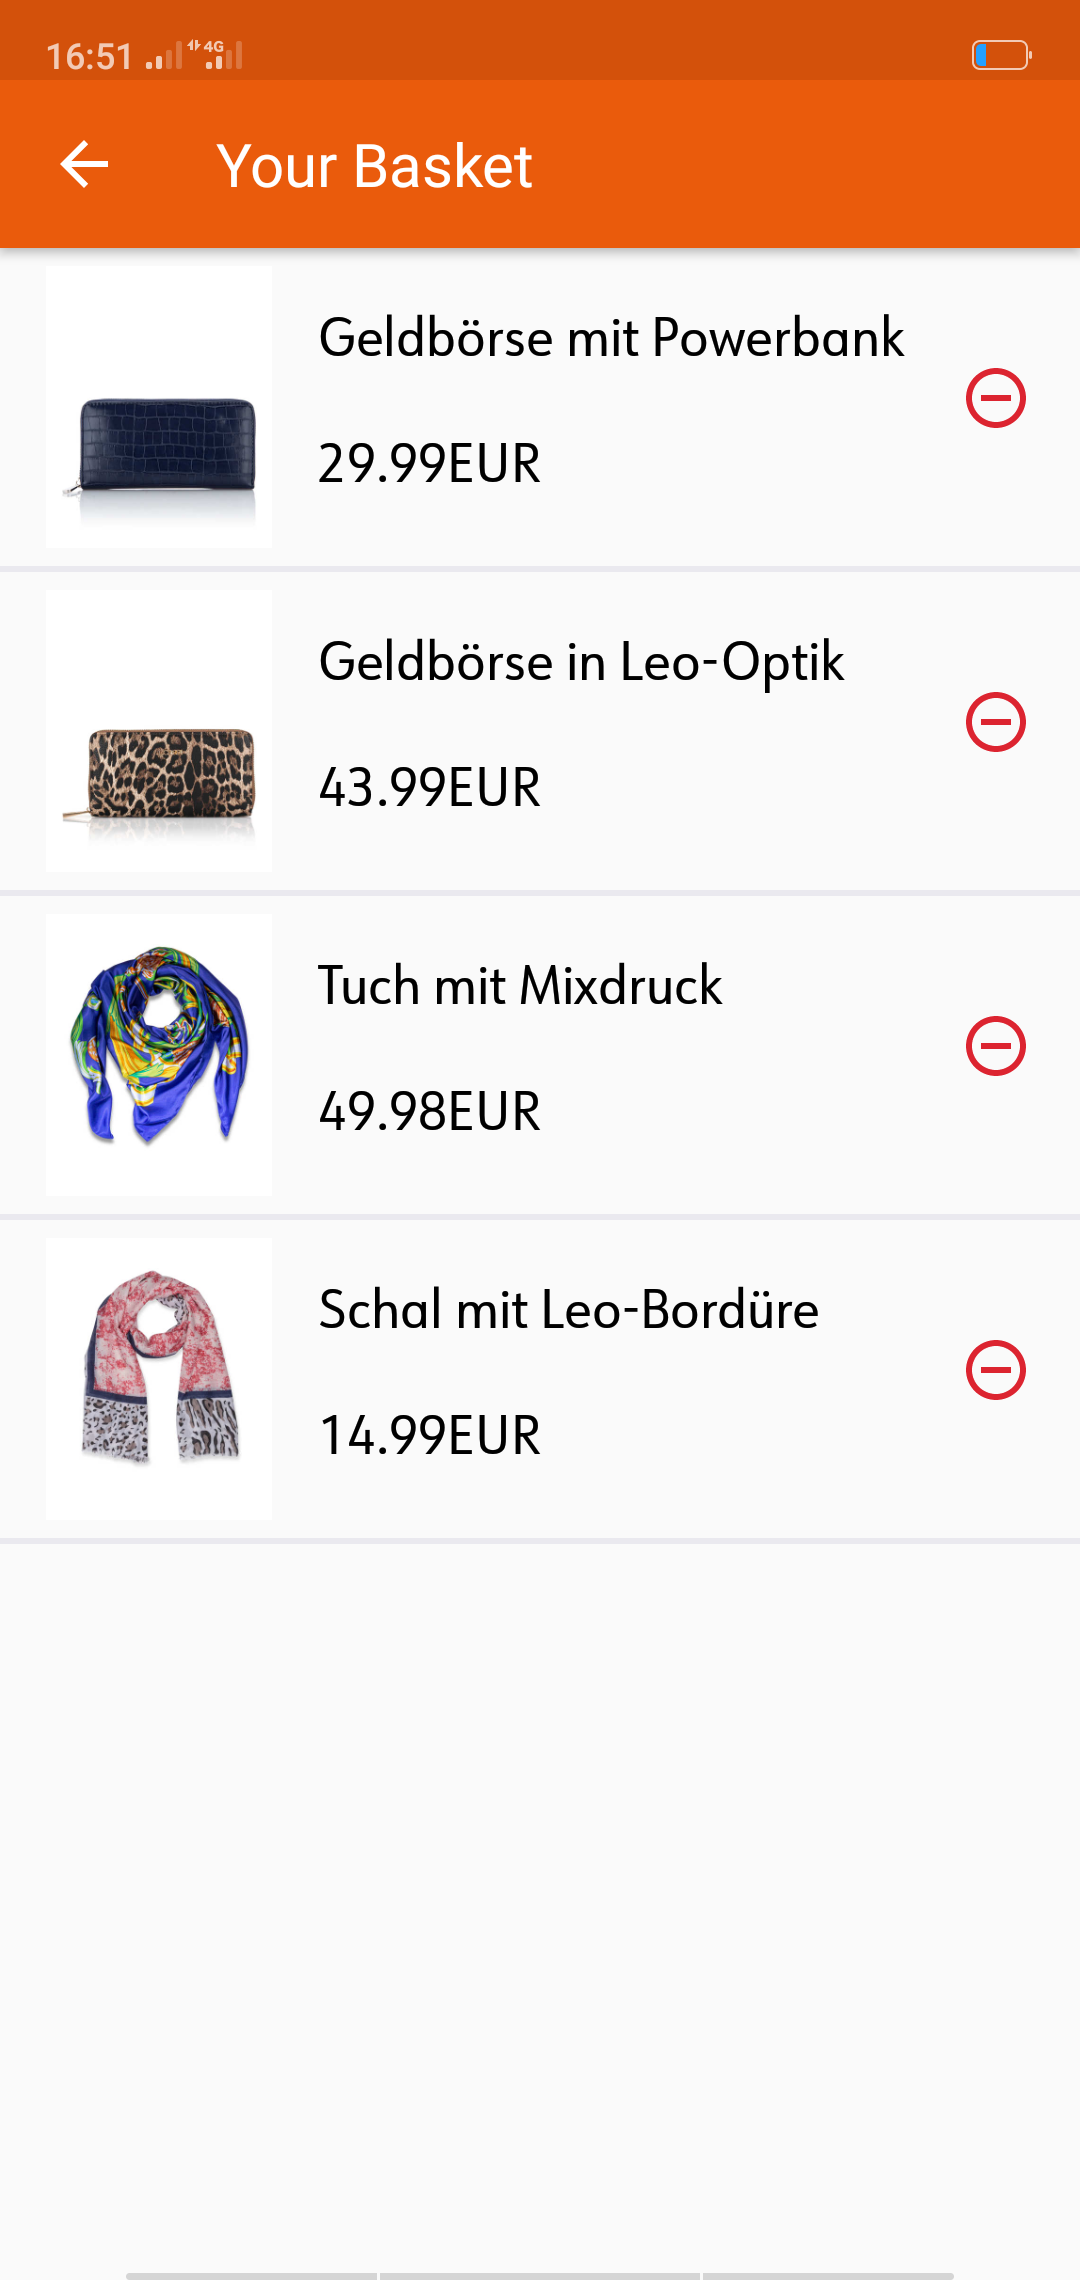 16:51 4G
Your Basket
Geldbörse mit Powerbank
29.99EUR
Geldbörse in Leo-Optik
43.99EUR
Tuch mit Mixdruck
49.98EUR
Schal mit Leo-Bordüre
14.99EUR